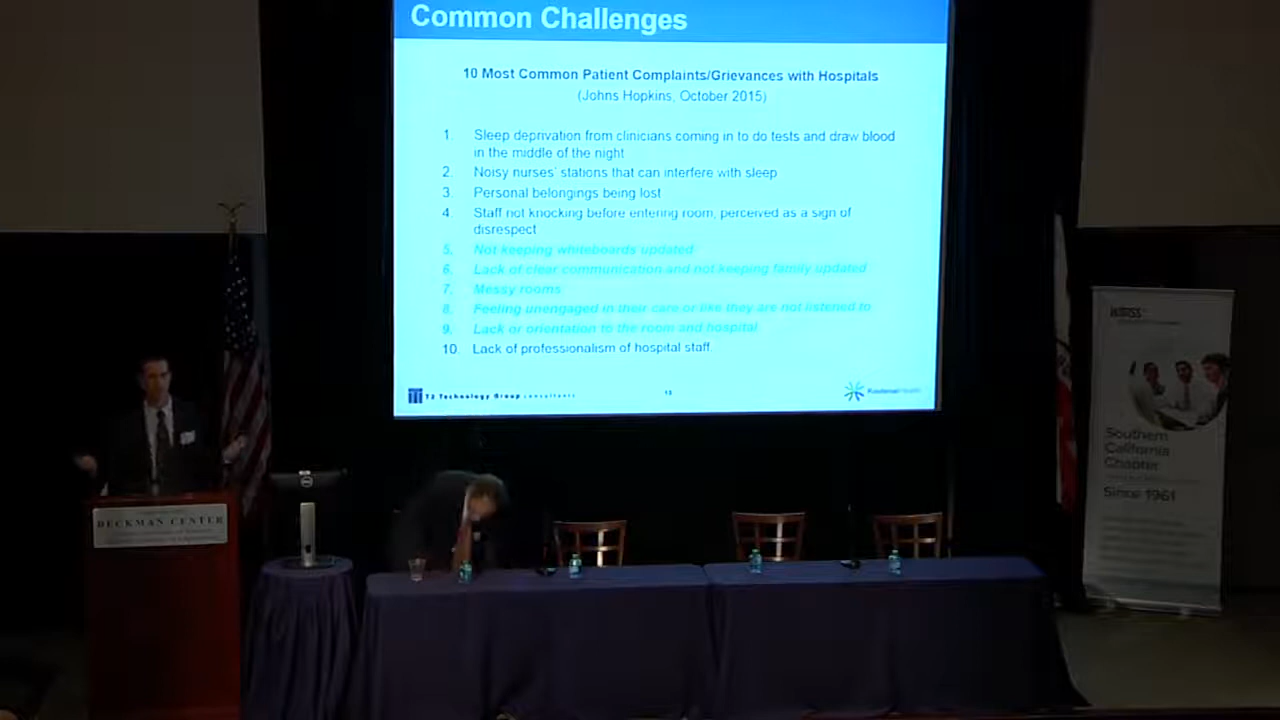 Common Challenges
10 Most Common Patient Complaints/Grievances with Hospitals
(Johns Hopkins, October 2015)
1. Sleep deprivation from clinicians coming in to do tests and draw blood
in the middle of the night
2. Noisy nurses' stations that can interfere with sleep
3. Personal belongings being lost
4. Staff not knocking before entering room, perceived as a sign of
disrespect
5. Not keeping whiteboards updated
6. Lack of clear communication and not keeping family updated
7. Messy rooms
8. Feeling unengaged in their care or like they are not listened to
9. Lack or orientation to the room and hospital
10. Lack of professionalism of hospital staff.
T2 Technology Group consultants
13
BECKMAN CENTER
DELL
Southern
California
Chapter
Since 1961